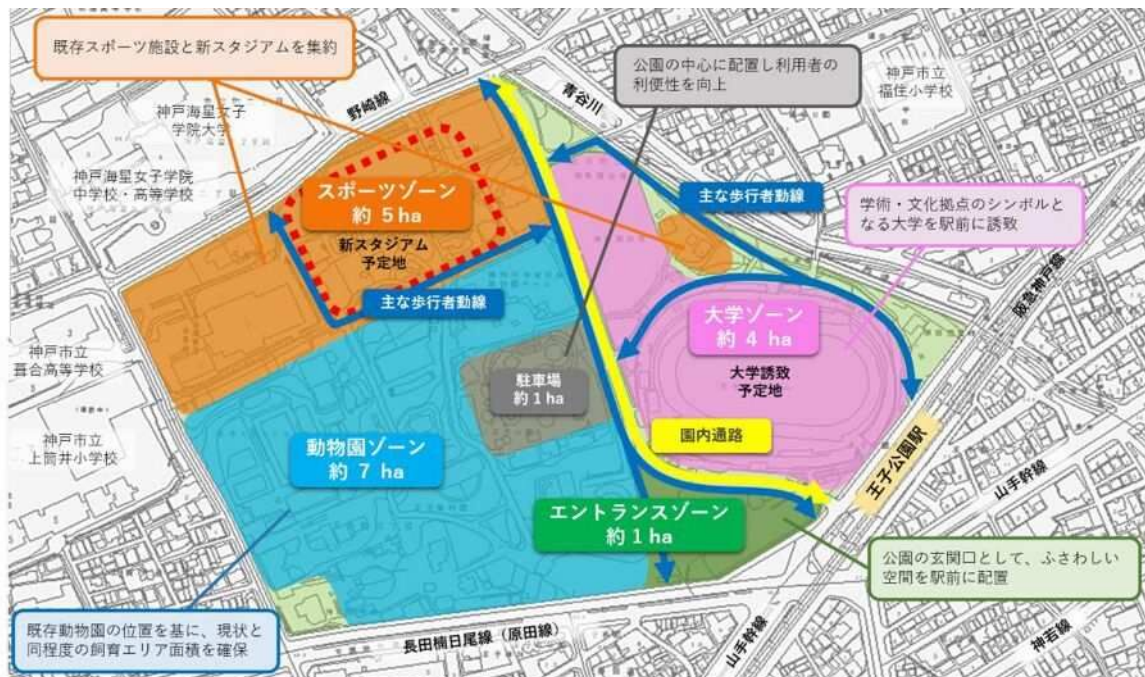 既存スポーツ施設と新スタジアムを集約
公園の中心に配置し利用者の
利便性を向上
神戸市立
福住小学校
野崎線
青谷川
神戸海星女子
学院大学
神戸海星女子学院
中学校・高等学校
スポーツゾーン
約 5 ha
新スタジアム
予定地
主な歩行者動線
主な歩行者動線
学術・文化拠点のシンボルと
なる大学を駅前に誘致
阪急神戸線
大学ゾーン
約 4 ha
大学誘致
予定地
神戸市立
葺合高等学校
駐車場
約1ha
神戸市立
上筒井小学校
動物園ゾーン
約 7 ha
園内通路
王子公園駅
山手幹線
エントランスゾーン
約1ha
公園の玄関口として、ふさわしい
空間を駅前に配置
既存動物園の位置を基に、現状と
同程度の飼育エリア面積を確保
長田楠日尾線（原田線）
山手幹線
神若線